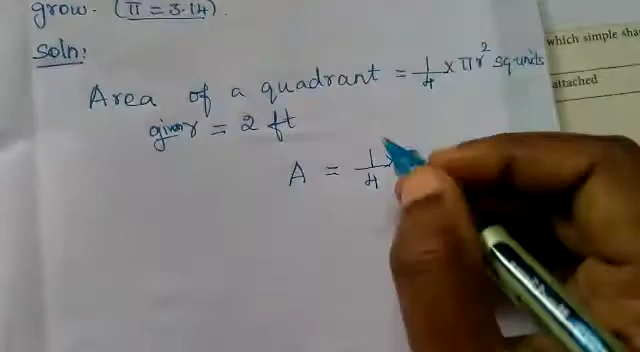 grow. (π = 3.14).
Soln:
Area of a quadrant = 1/4 × πr² sq.units
given r = 2 ft
A = 1/4 ×
which simple sha
attached